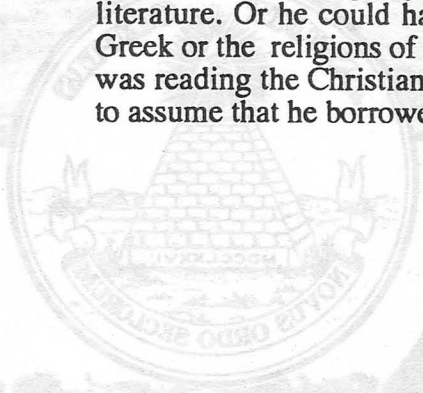 literature. Or he could ha
Greek or the religions of
was reading the Christian
to assume that he borrowe
MDCCLXXVI
NOVUS ORDO SECLORUM